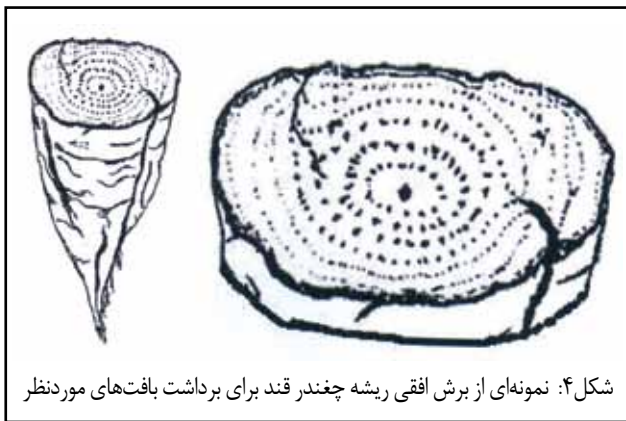 شکل۴: نمونه‌ای از برش افقی ریشه چغندر قند برای برداشت بافت‌های موردنظر